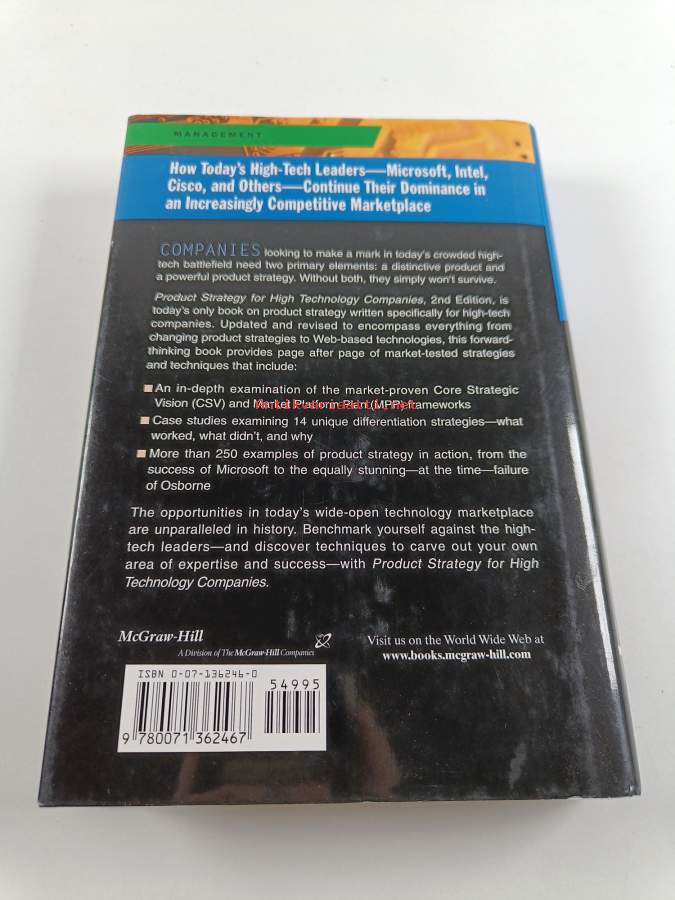 MANAGEMENT
How Today's High-Tech Leaders—Microsoft, Intel,
Cisco, and Others—Continue Their Dominance in
an Increasingly Competitive Marketplace
COMPANIES looking to make a mark in today's crowded high-
tech battlefield need two primary elements: a distinctive product and
a powerful product strategy. Without both, they simply won't survive.
Product Strategy for High Technology Companies, 2nd Edition, is
today's only book on product strategy written specifically for high-tech
companies. Updated and revised to encompass everything from
changing product strategies to Web-based technologies, this forward-
thinking book provides page after page of market-tested strategies
and techniques that include:
■ An in-depth examination of the market-proven Core Strategic
Vision (CSV) and Market Platform Plan (MPP) frameworks
■ Case studies examining 14 unique differentiation strategies—what
worked, what didn't, and why
■ More than 250 examples of product strategy in action, from the
success of Microsoft to the equally stunning—at the time—failure
of Osborne
The opportunities in today's wide-open technology marketplace
are unparalleled in history. Benchmark yourself against the high-
tech leaders—and discover techniques to carve out your own
area of expertise and success—with Product Strategy for High
Technology Companies.
McGraw-Hill
A Division of The McGraw-Hill Companies
Visit us on the World Wide Web at
www.books.mcgraw-hill.com
ISBN 0-07-136246-0
54995
9 780071 362467